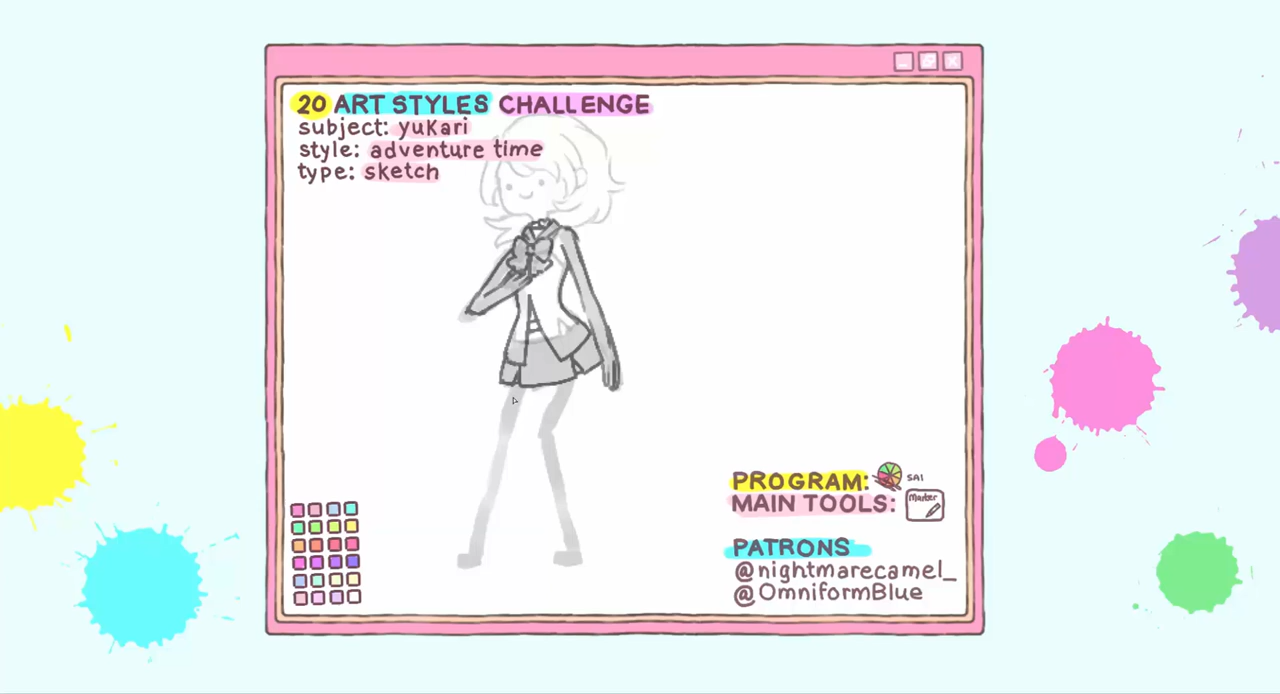 20 ART STYLES CHALLENGE
subject: yukari
style: adventure time
type: sketch
PROGRAM: SAI
MAIN TOOLS: Marker
PATRONS
@nightmarecamel_
@OmniformBlue